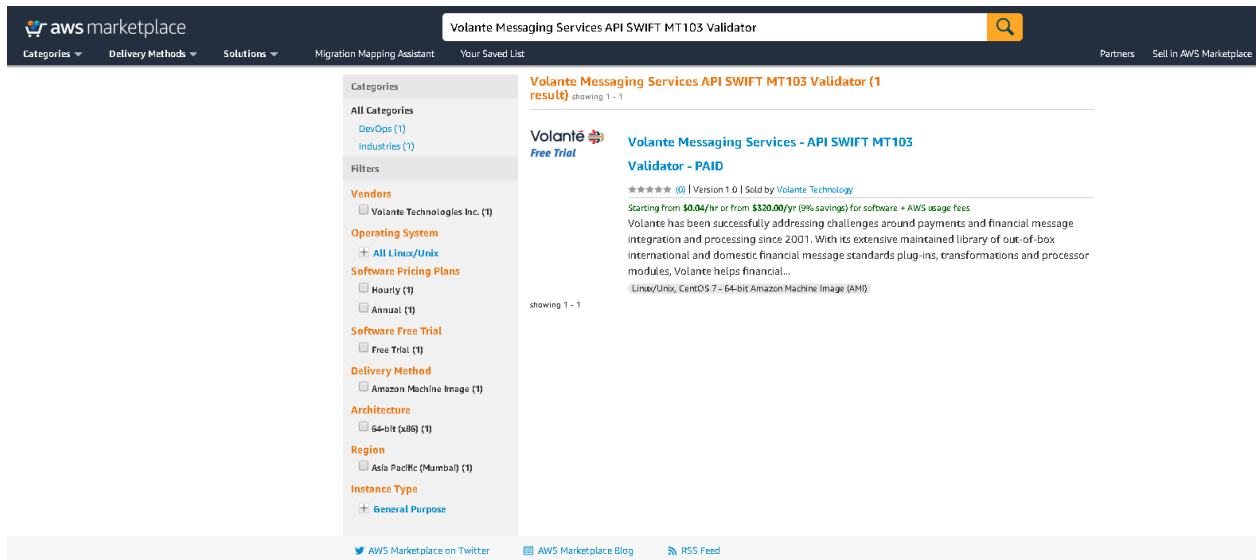 aws marketplace
Volante Messaging Services API SWIFT MT103 Validator
Categories
Delivery Methods
Solutions
Migration Mapping Assistant
Your Saved List
Partners
Sell in AWS Marketplace
Categories
All Categories
DevOps (1)
Industries (1)
Filters
Vendors
Volante Technologies Inc. (1)
Operating System
All Linux/Unix
Software Pricing Plans
Hourly (1)
Annual (1)
Software Free Trial
Free Trial (1)
Delivery Method
Amazon Machine Image (1)
Architecture
64-bit (x86) (1)
Region
Asia Pacific (Mumbai) (1)
Instance Type
General Purpose
Volante Messaging Services API SWIFT MT103 Validator (1
result) showing 1 - 1
Volanté
Free Trial
Volante Messaging Services - API SWIFT MT103
Validator - PAID
(0) | Version 1.0 | Sold by Volante Technology
Starting from $0.04/hr or from $320.00/yr (9% savings) for software + AWS usage fees
Volante has been successfully addressing challenges around payments and financial message
integration and processing since 2001. With its extensive maintained library of out-of-box
international and domestic financial message standards plug-ins, transformations and processor
modules, Volante helps financial...
Linux/Unix, CentOS 7 - 64-bit Amazon Machine Image (AMI)
showing 1 - 1
AWS Marketplace on Twitter
AWS Marketplace Blog
RSS Feed